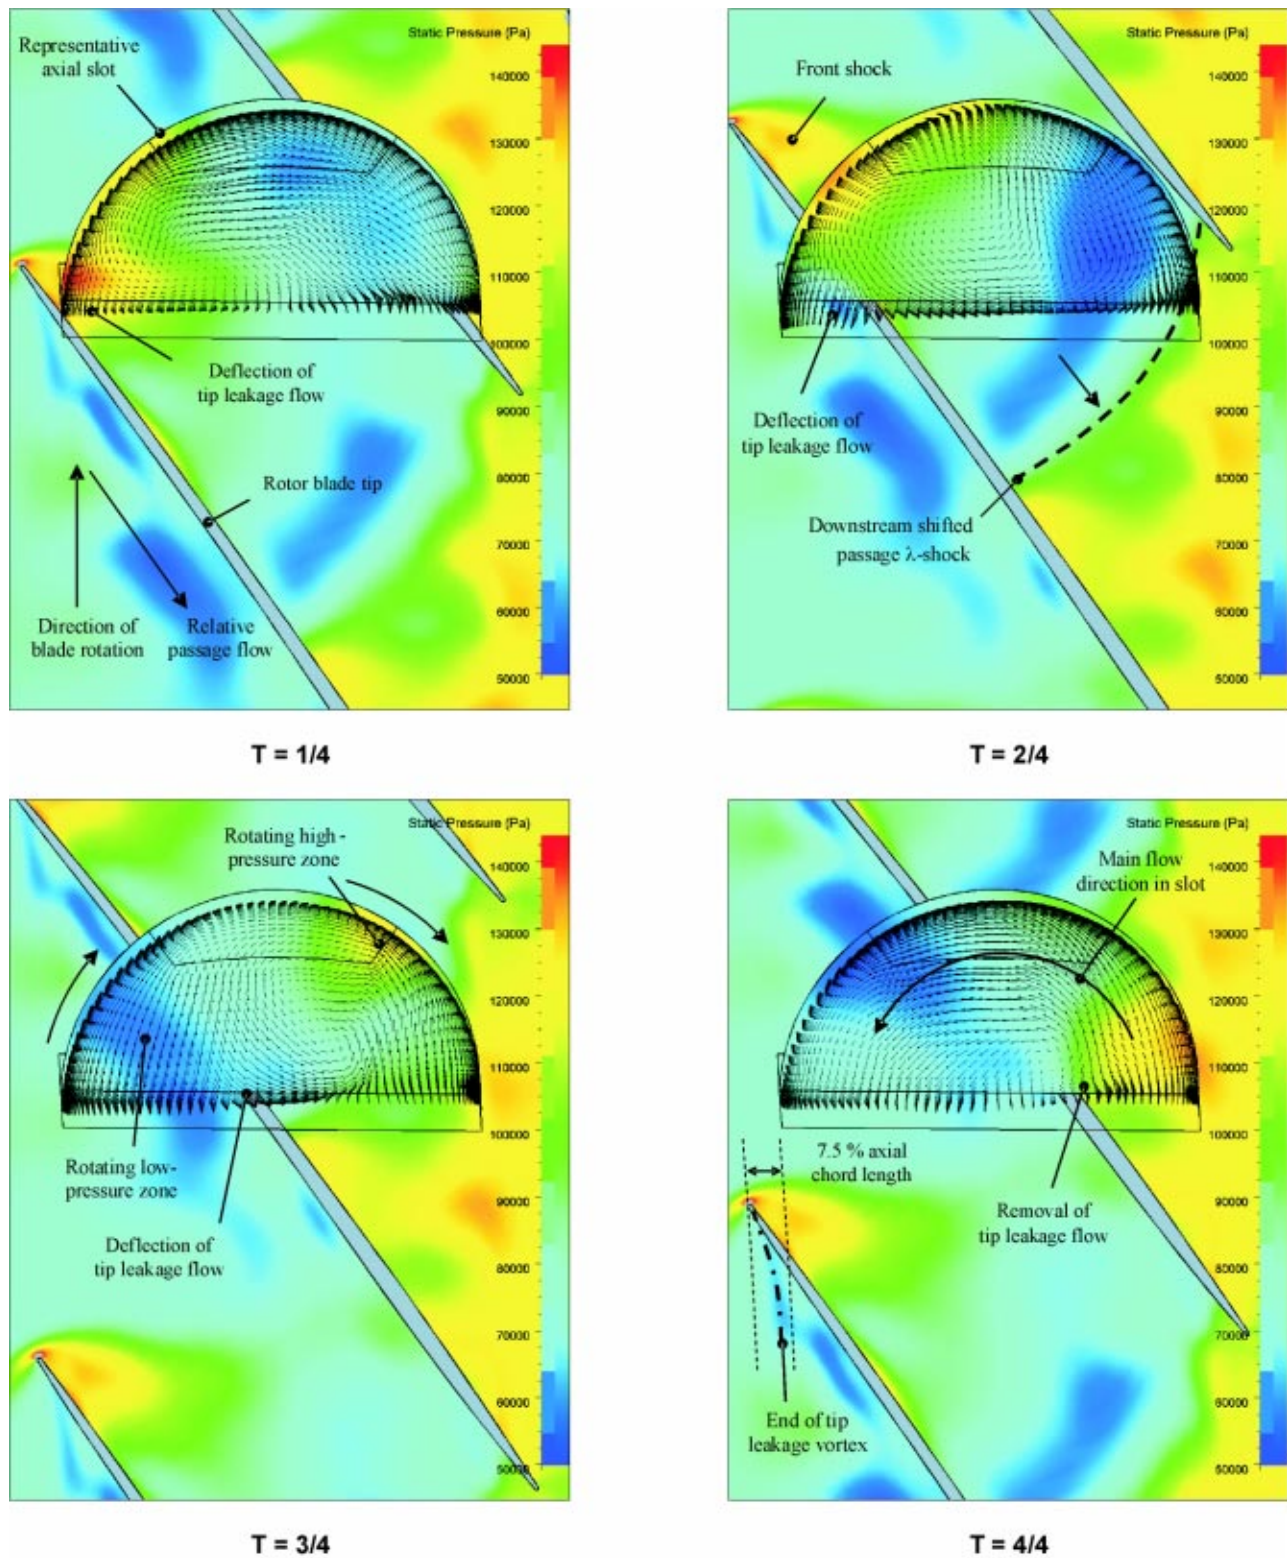 Static Pressure (Pa)
Representative
axial slot
140000
130000
120000
110000
100000
90000
80000
70000
60000
50000
Deflection of
tip leakage flow
Rotor blade tip
Direction of
blade rotation
Relative
passage flow
T = 1/4
Static Pressure (Pa)
Front shock
140000
130000
120000
110000
100000
90000
80000
70000
60000
50000
Deflection of
tip leakage flow
Downstream shifted
passage λ-shock
T = 2/4
Static Pressure (Pa)
Rotating high -
pressure zone
140000
130000
120000
110000
100000
90000
80000
70000
60000
50000
Rotating low-
pressure zone
Deflection of
tip leakage flow
T = 3/4
Static Pressure (Pa)
Main flow
direction in slot
140000
130000
120000
110000
100000
90000
80000
70000
60000
50000
7.5 % axial
chord length
Removal of
tip leakage flow
End of tip
leakage vortex
T = 4/4